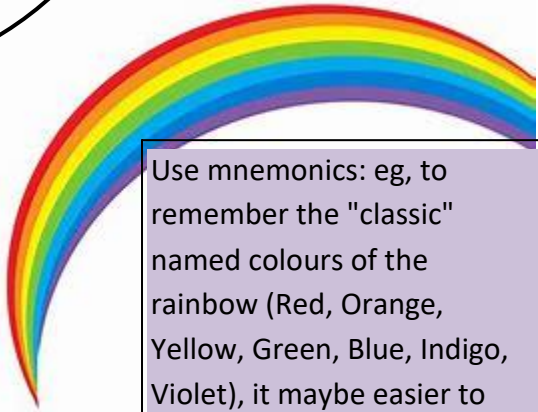 Use mnemonics: eg, to
remember the "classic"
named colours of the
rainbow (Red, Orange,
Yellow, Green, Blue, Indigo,
Violet), it maybe easier to